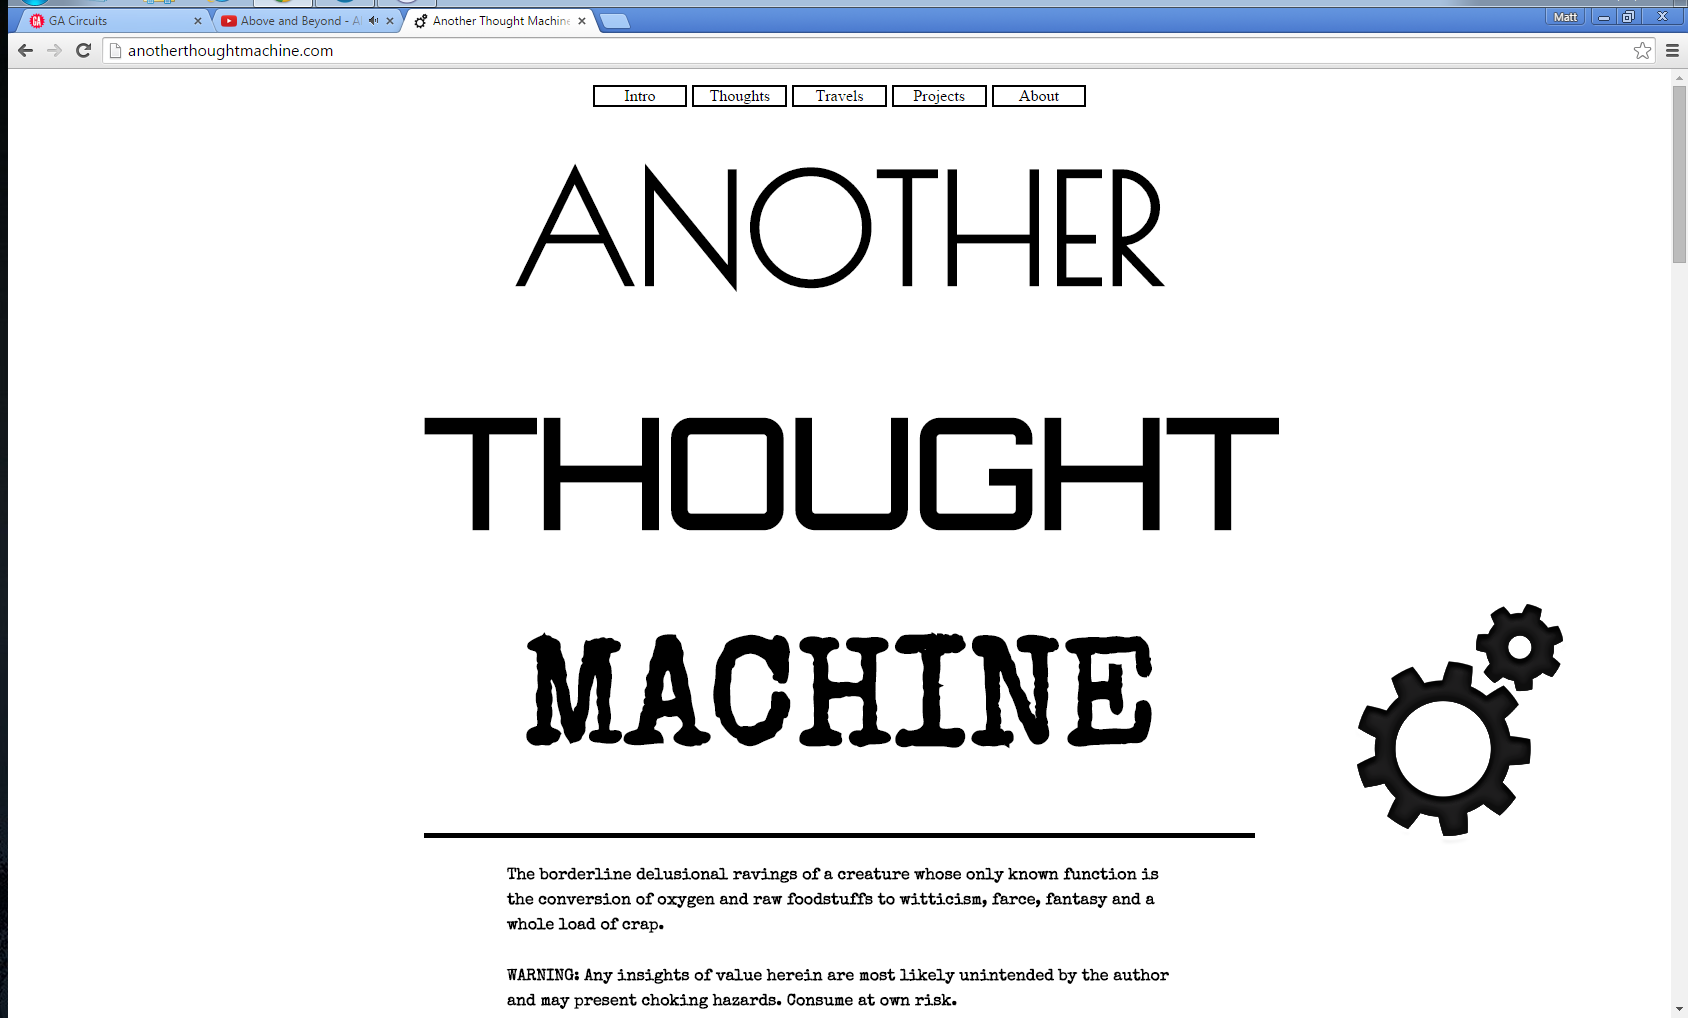 GA Circuits
Above and Beyond - A
Another Thought Machine
Matt
anotherthoughtmachine.com
Intro Thoughts Travels Projects About
ANOTHER
THOUGHT
MACHINE
The borderline delusional ravings of a creature whose only known function is
the conversion of oxygen and raw foodstuffs to witticism, farce, fantasy and a
whole load of crap.
WARNING: Any insights of value herein are most likely unintended by the author
and may present choking hazards. Consume at own risk.